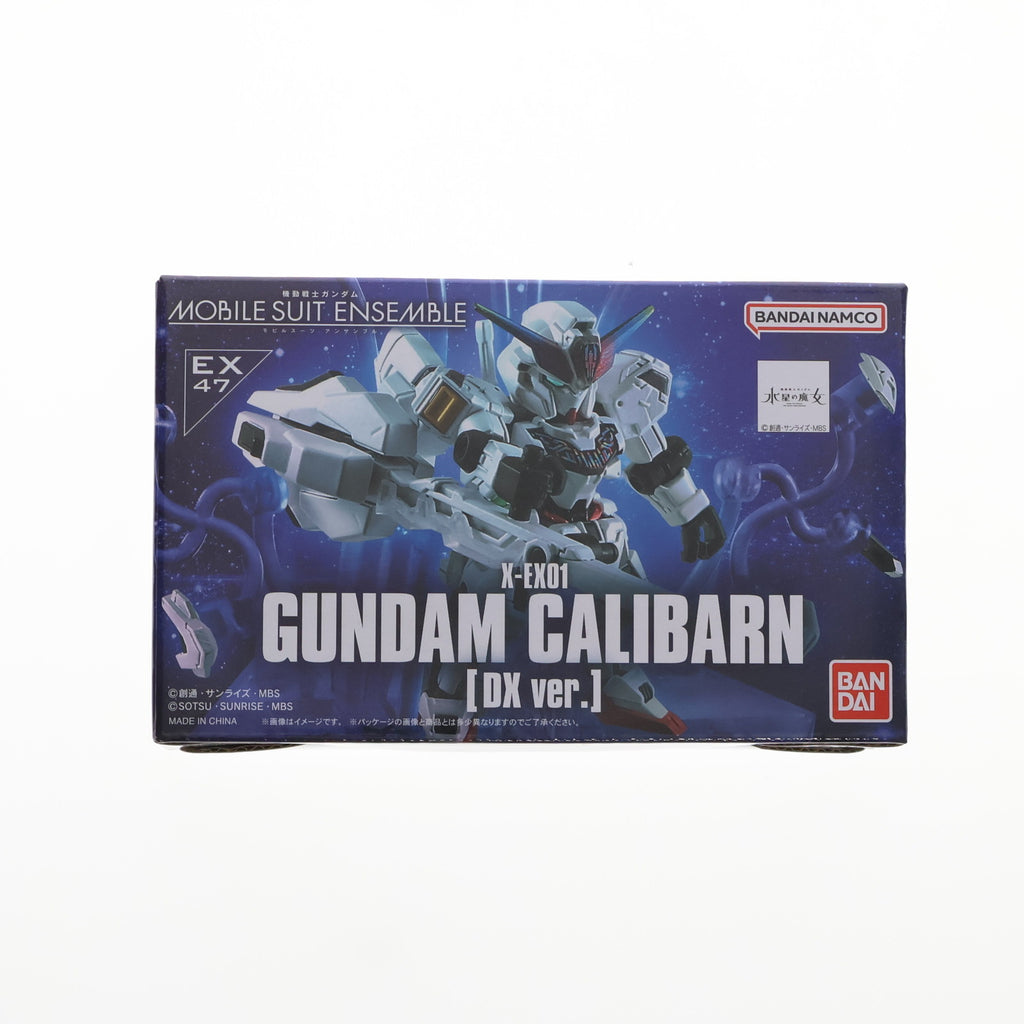 機動戦士ガンダム
MOBILE SUIT ENSEMBLE
モビルスーツ アンサンブル
EX
47
BANDAI NAMCO
水星の魔女
©創通・サンライズ・MBS
X-EX01
GUNDAM CALIBARN
[DX ver.]
©創通・サンライズ・MBS
©SOTSU・SUNRISE・MBS
MADE IN CHINA ※画像はイメージです。 ※パッケージの画像と商品とは多少異なりますのでご了承ください。
BAN
DAI